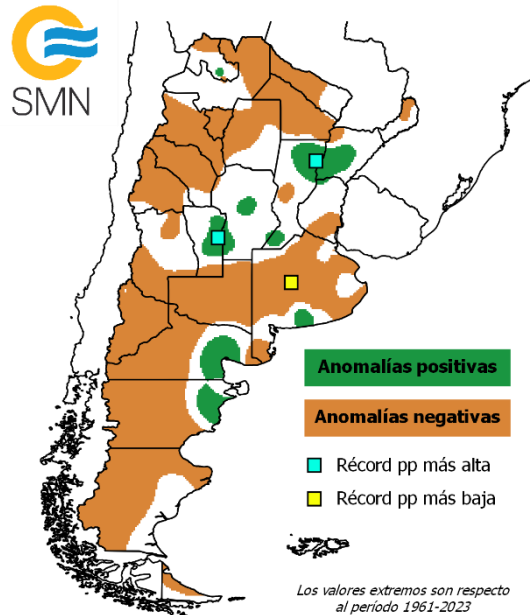 SMN
Anomalías positivas
Anomalías negativas
Récord pp más alta
Récord pp más baja
Los valores extremos son respecto
al período 1961-2023